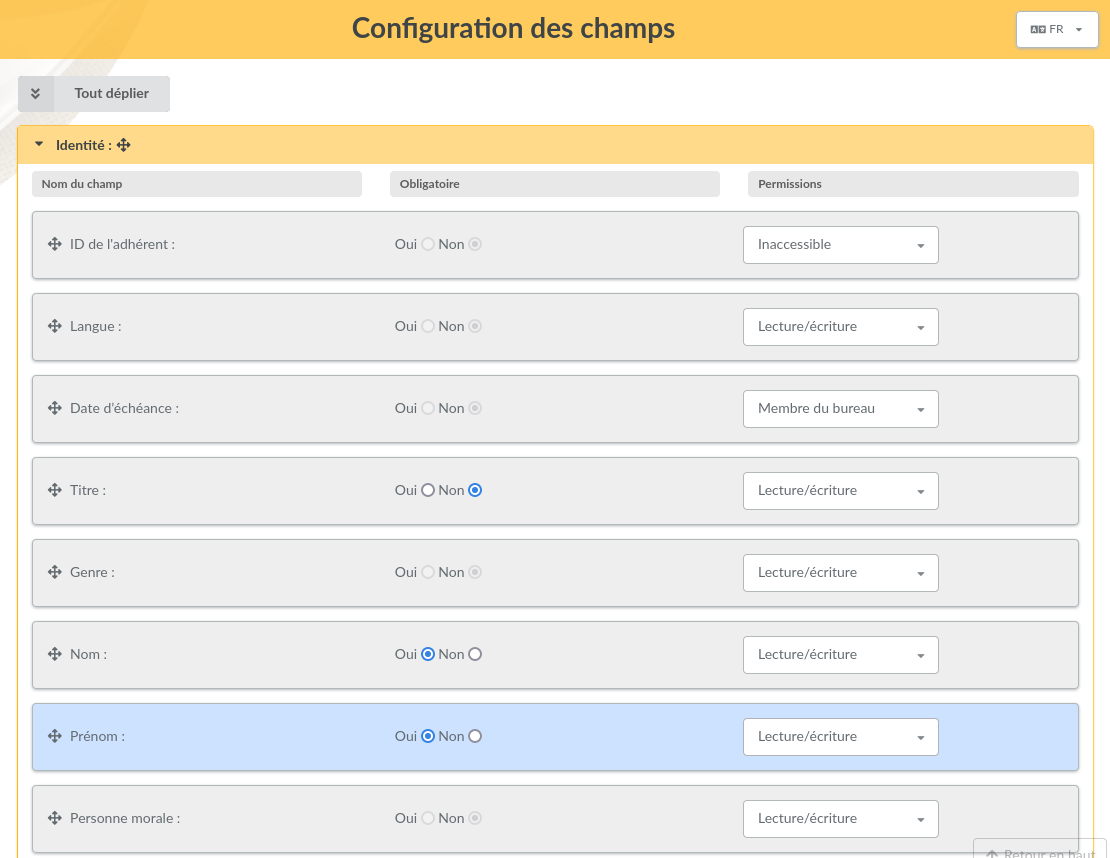 Configuration des champs
FR
Tout déplier
Identité :
Nom du champ Obligatoire Permissions
ID de l'adhérent : Oui Non Inaccessible
Langue : Oui Non Lecture/écriture
Date d'échéance : Oui Non Membre du bureau
Titre : Oui Non Lecture/écriture
Genre : Oui Non Lecture/écriture
Nom : Oui Non Lecture/écriture
Prénom : Oui Non Lecture/écriture
Personne morale : Oui Non Lecture/écriture
Retour en haut